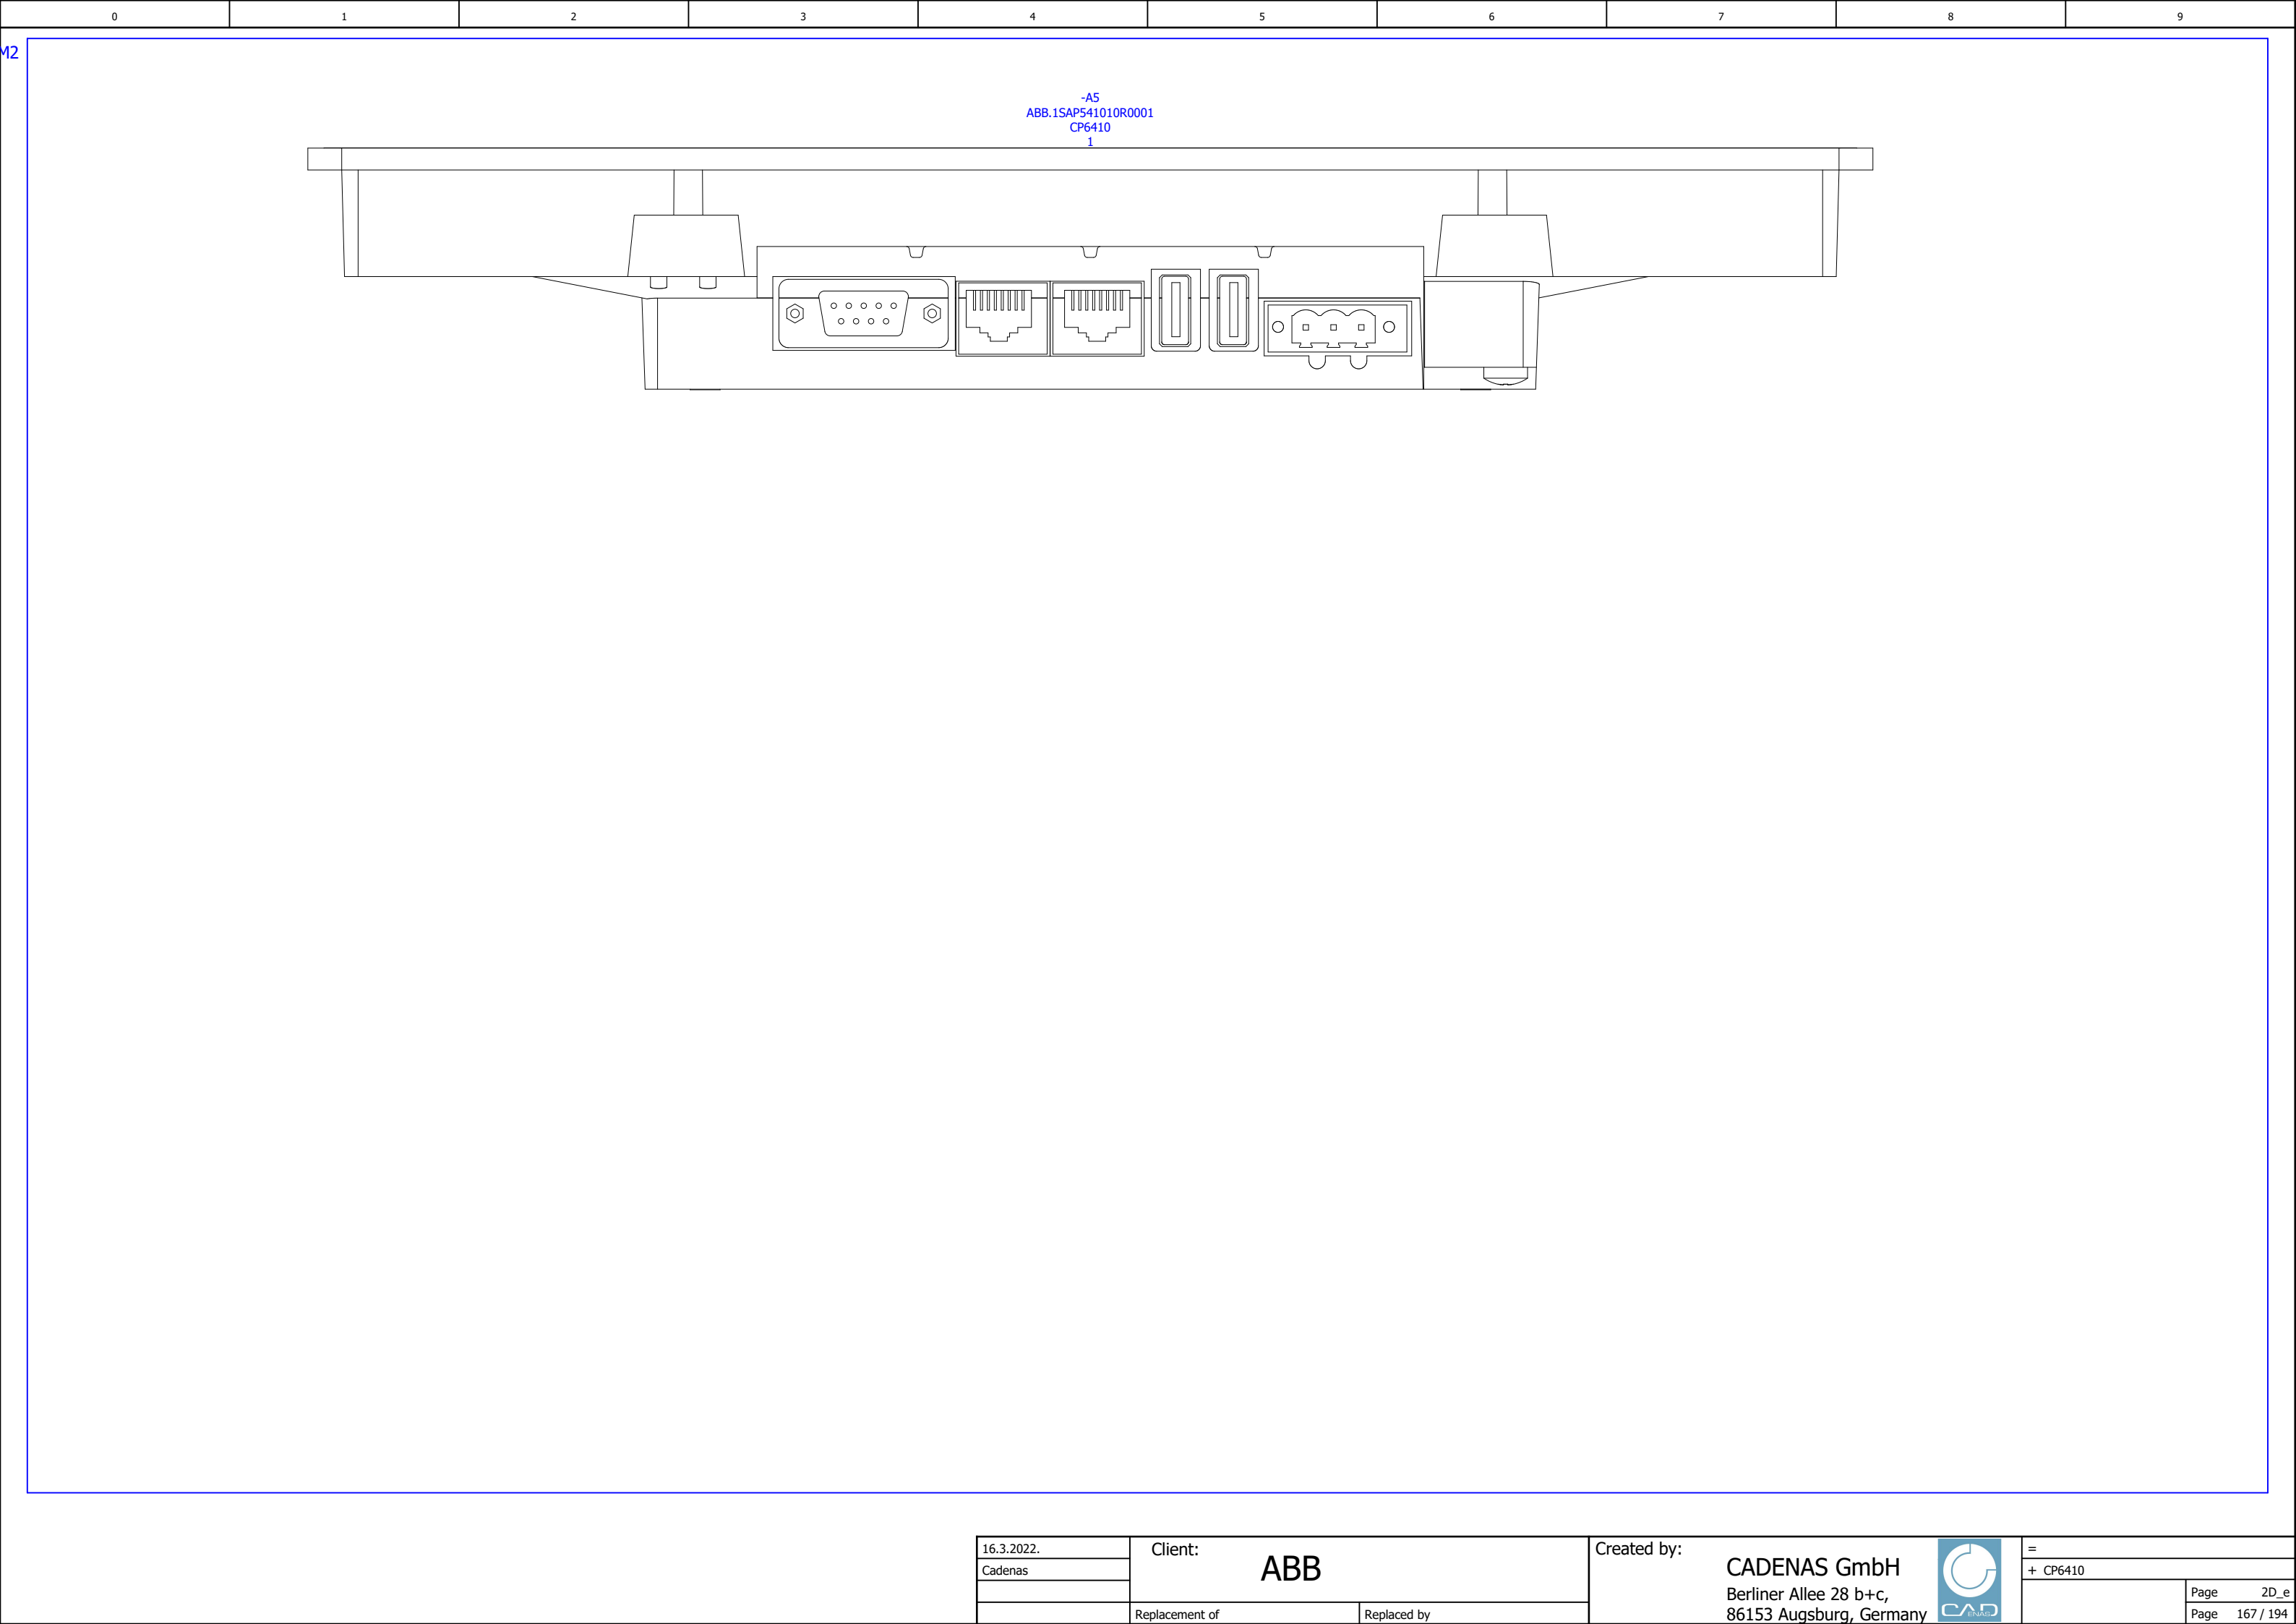 0 1 2 3 4 5 6 7 8 9
M2
-A5
ABB.1SAP541010R0001
CP6410
1
16.3.2022.
Cadenas
Client:
ABB
Replacement of
Replaced by
Created by:
CADENAS GmbH
Berliner Allee 28 b+c,
86153 Augsburg, Germany
CADENAS
=
+ CP6410
Page 2D_e
Page 167 / 194